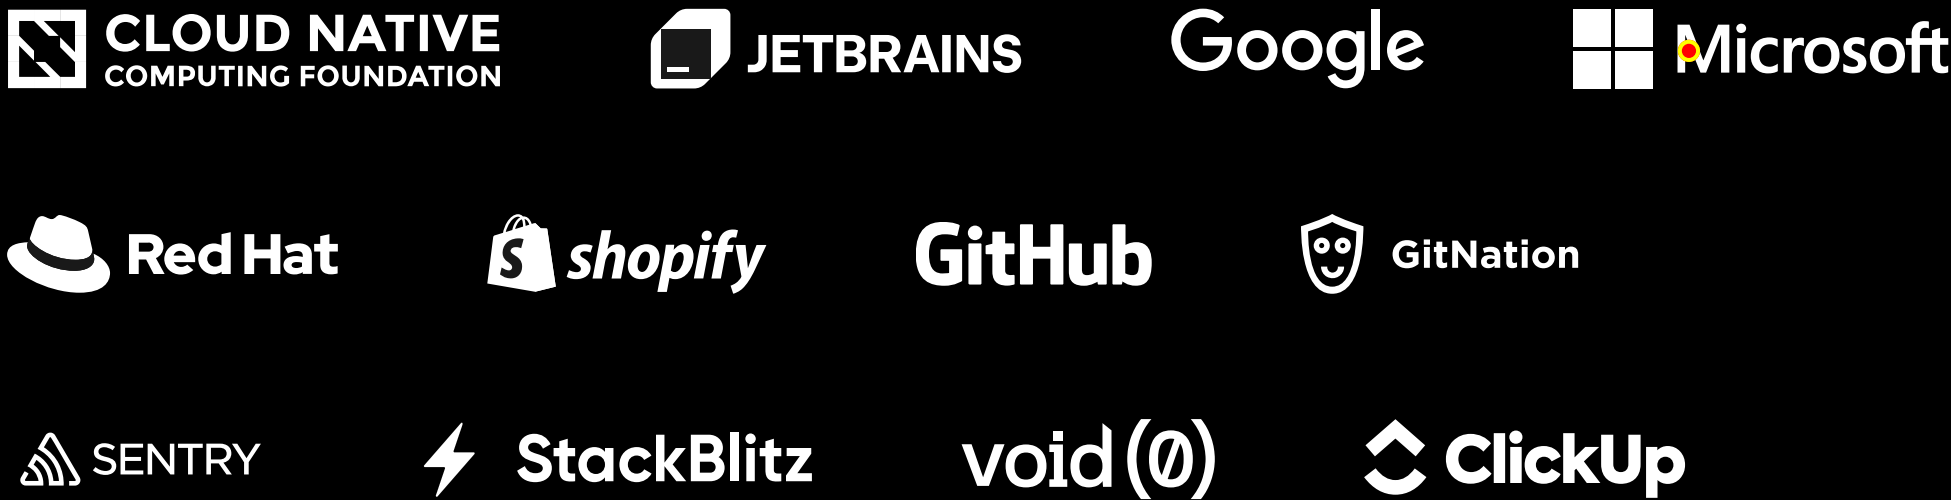 CLOUD NATIVE
COMPUTING FOUNDATION
JETBRAINS
Google
Microsoft
Red Hat
shopify
GitHub
GitNation
SENTRY
StackBlitz
void(0)
ClickUp